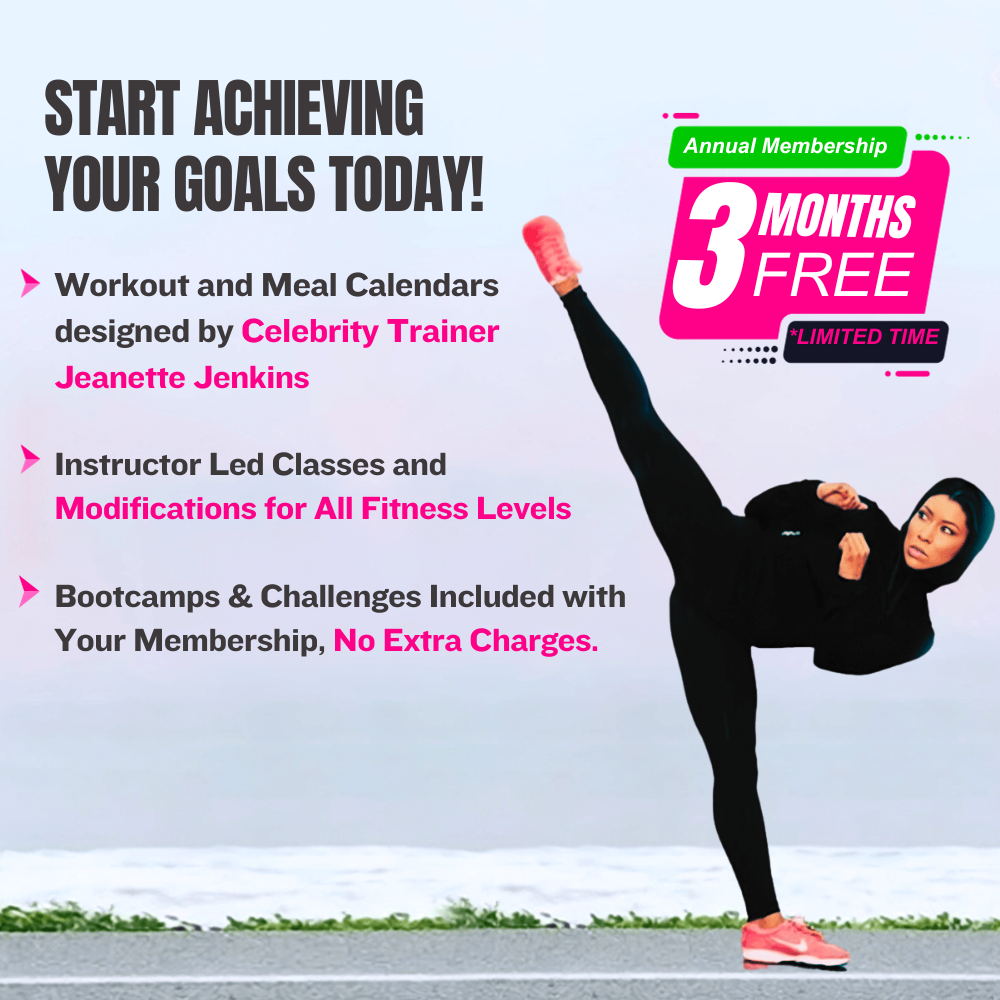 START ACHIEVING
YOUR GOALS TODAY!
Annual Membership
3 MONTHS
FREE
*LIMITED TIME
Workout and Meal Calendars
designed by Celebrity Trainer
Jeanette Jenkins
Instructor Led Classes and
Modifications for All Fitness Levels
Bootcamps & Challenges Included with
Your Membership, No Extra Charges.